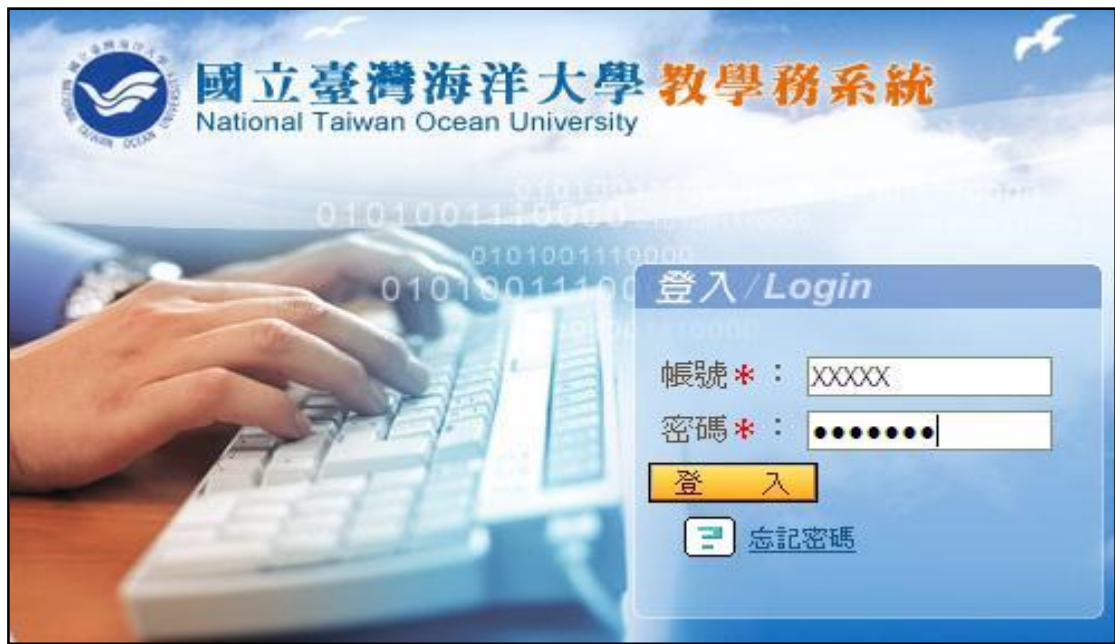 國立臺灣海洋大學 教學務系統
National Taiwan Ocean University
0101001110000
0101001110000
010100111100
登入/Login
帳號*： XXXXX
密碼*： ●●●●●●●
登 入
? 忘記密碼